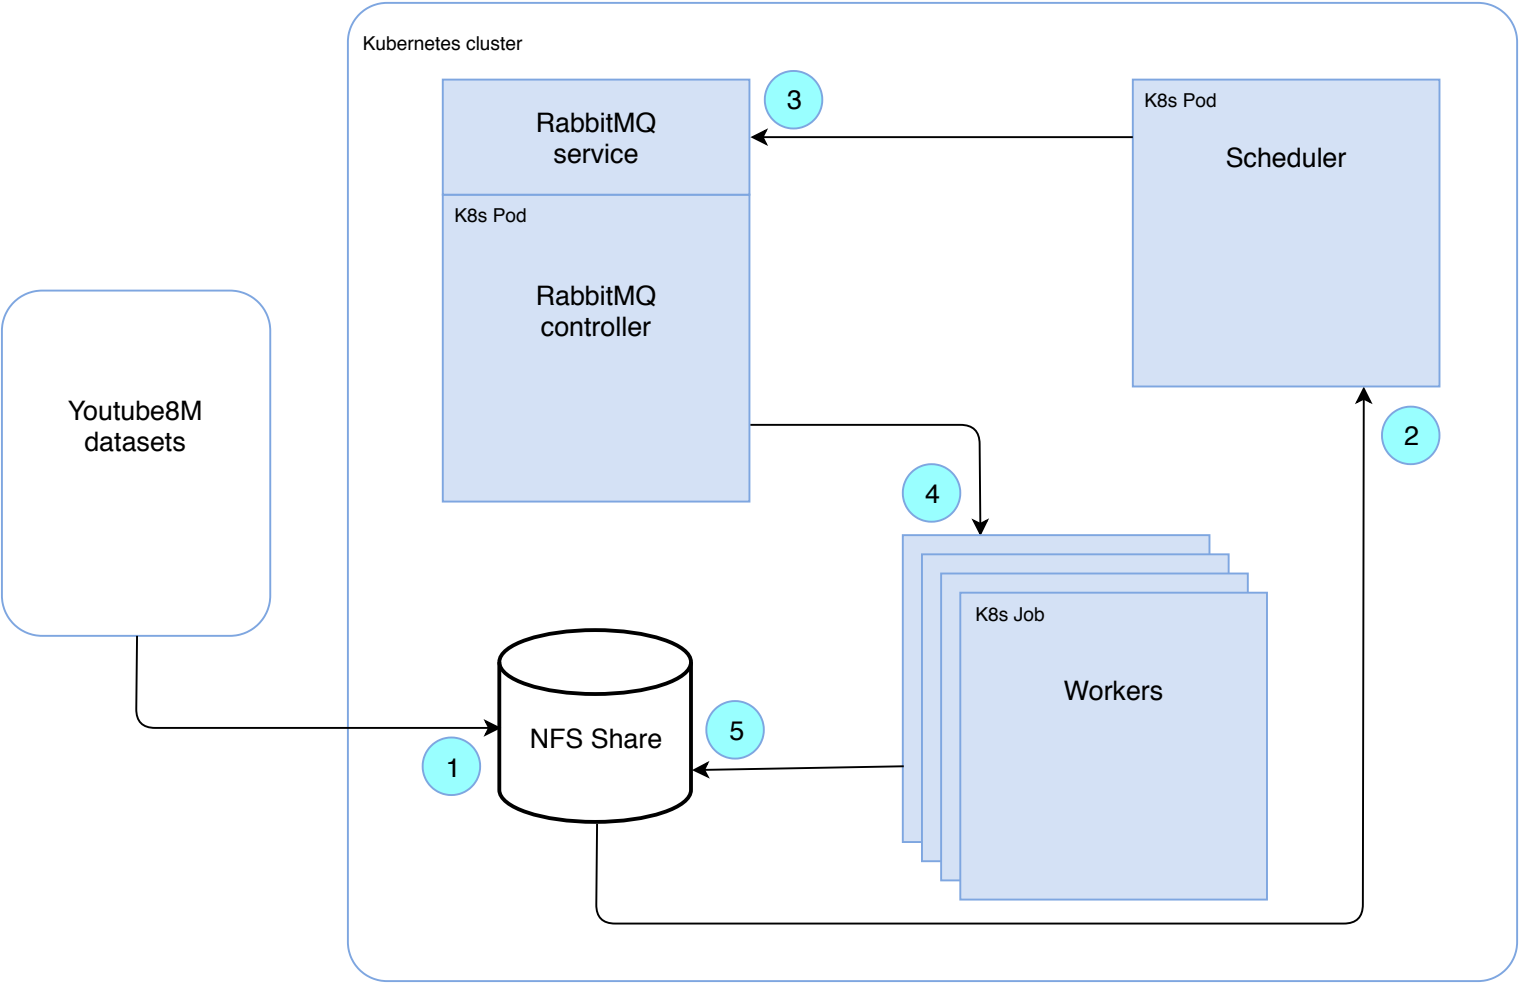 Kubernetes cluster
RabbitMQ
service
3
K8s Pod
Scheduler
K8s Pod
RabbitMQ
controller
Youtube8M
datasets
2
4
K8s Job
Workers
NFS Share
5
1